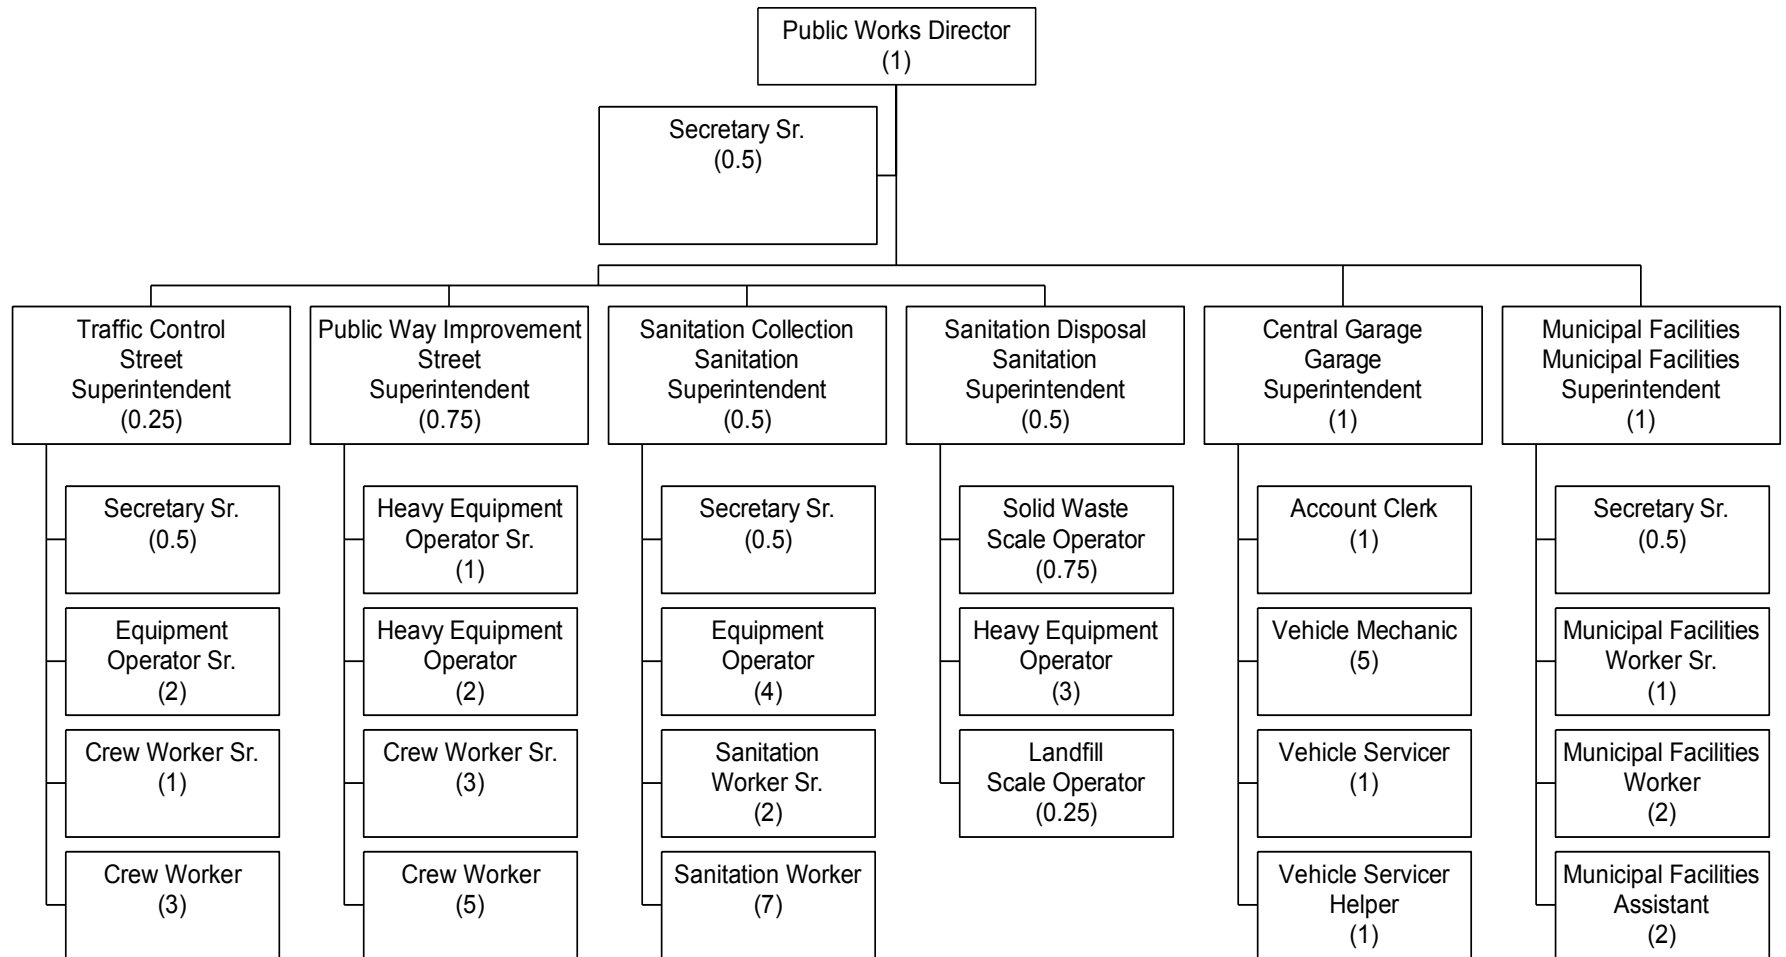 Public Works Director
(1)
Secretary Sr.
(0.5)
Traffic Control
Street
Superintendent
(0.25)
Public Way Improvement
Street
Superintendent
(0.75)
Sanitation Collection
Sanitation
Superintendent
(0.5)
Sanitation Disposal
Sanitation
Superintendent
(0.5)
Central Garage
Garage
Superintendent
(1)
Municipal Facilities
Municipal Facilities
Superintendent
(1)
Secretary Sr.
(0.5)
Equipment
Operator Sr.
(2)
Crew Worker Sr.
(1)
Crew Worker
(3)
Heavy Equipment
Operator Sr.
(1)
Heavy Equipment
Operator
(2)
Crew Worker Sr.
(3)
Crew Worker
(5)
Secretary Sr.
(0.5)
Equipment
Operator
(4)
Sanitation
Worker Sr.
(2)
Sanitation Worker
(7)
Solid Waste
Scale Operator
(0.75)
Heavy Equipment
Operator
(3)
Landfill
Scale Operator
(0.25)
Account Clerk
(1)
Vehicle Mechanic
(5)
Vehicle Servicer
(1)
Vehicle Servicer
Helper
(1)
Secretary Sr.
(0.5)
Municipal Facilities
Worker Sr.
(1)
Municipal Facilities
Worker
(2)
Municipal Facilities
Assistant
(2)